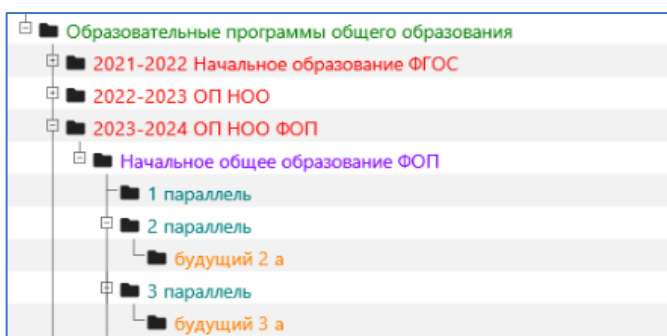 Образовательные программы общего образования
2021-2022 Начальное образование ФГОС
2022-2023 ОП НОО
2023-2024 ОП НОО ФОП
Начальное общее образование ФОП
1 параллель
2 параллель
будущий 2 а
3 параллель
будущий 3 а